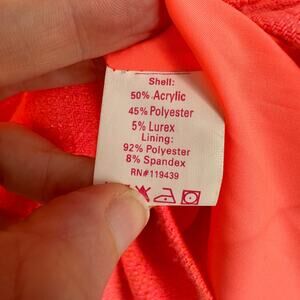 Shell:
50% Acrylic
45% Polyester
5% Lurex
Lining:
92% Polyester
8% Spandex
RN#119439